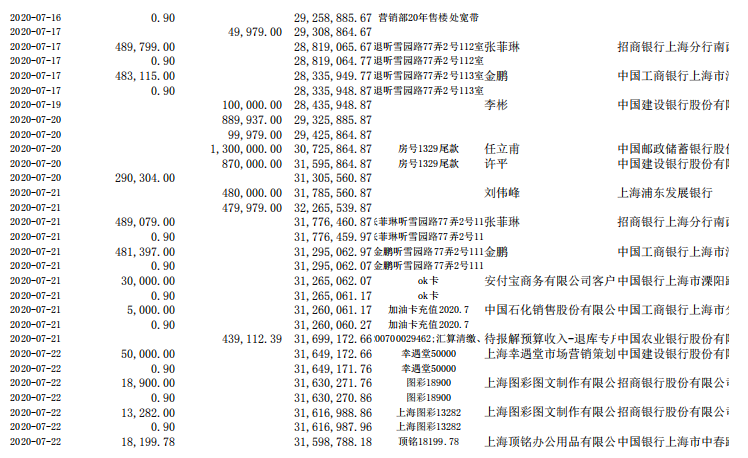 2020-07-16 0.90 29,258,885.67 营销部20年售楼处宽带
2020-07-17 49,979.00 29,308,864.67
2020-07-17 489,799.00 28,819,065.67 退听雪园路77弄2号112室 张菲琳 招商银行上海分行南西
2020-07-17 0.90 28,819,064.77 退听雪园路77弄2号112室
2020-07-17 483,115.00 28,335,949.77 退听雪园路77弄2号113室 金鹏 中国工商银行上海市
2020-07-17 0.90 28,335,948.87 退听雪园路77弄2号113室
2020-07-19 100,000.00 28,435,948.87 李彬 中国建设银行股份有限
2020-07-20 889,937.00 29,325,885.87
2020-07-20 99,979.00 29,425,864.87
2020-07-20 1,300,000.00 30,725,864.87 房号1329尾款 任立甫 中国邮政储蓄银行股份
2020-07-20 870,000.00 31,595,864.87 房号1329尾款 许平 中国建设银行股份有限
2020-07-20 290,304.00 31,305,560.87
2020-07-21 480,000.00 31,785,560.87 刘伟峰 上海浦东发展银行
2020-07-21 479,979.00 32,265,539.87
2020-07-21 489,079.00 31,776,460.87 菲琳听雪园路77弄2号11 张菲琳 招商银行上海分行南西
2020-07-21 0.90 31,776,459.97 菲琳听雪园路77弄2号11
2020-07-21 481,397.00 31,295,062.97 金鹏听雪园路77弄2号111 金鹏 中国工商银行上海市
2020-07-21 0.90 31,295,062.07 金鹏听雪园路77弄2号111
2020-07-21 30,000.00 31,265,062.07 ok卡 安付宝商务有限公司客户 中国银行上海市溧阳路
2020-07-21 0.90 31,265,061.17 ok卡
2020-07-21 5,000.00 31,260,061.17 加油卡充值2020.7 中国石化销售股份有限公 中国工商银行上海市分
2020-07-21 0.90 31,260,060.27 加油卡充值2020.7
2020-07-21 439,112.39 31,699,172.66 00700029462;汇算清缴、 待报解预算收入-退库专户 中国农业银行股份有限
2020-07-22 50,000.00 31,649,172.66 幸遇堂50000 上海幸遇堂市场营销策划 中国建设银行股份有限
2020-07-22 0.90 31,649,171.76 幸遇堂50000
2020-07-22 18,900.00 31,630,271.76 图彩18900 上海图彩图文制作有限公 招商银行股份有限公司
2020-07-22 0.90 31,630,270.86 图彩18900
2020-07-22 13,282.00 31,616,988.86 上海图彩13282 上海图彩图文制作有限公 招商银行股份有限公司
2020-07-22 0.90 31,616,987.96 上海图彩13282
2020-07-22 18,199.78 31,598,788.18 顶铭18199.78 上海顶铭办公用品有限公 中国银行上海市中春路